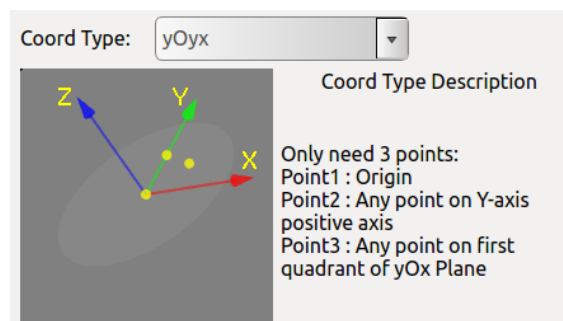 Coord Type:
yOyx
Z
Y
X
Coord Type Description
Only need 3 points:
Point1 : Origin
Point2 : Any point on Y-axis
positive axis
Point3 : Any point on first
quadrant of yOx Plane